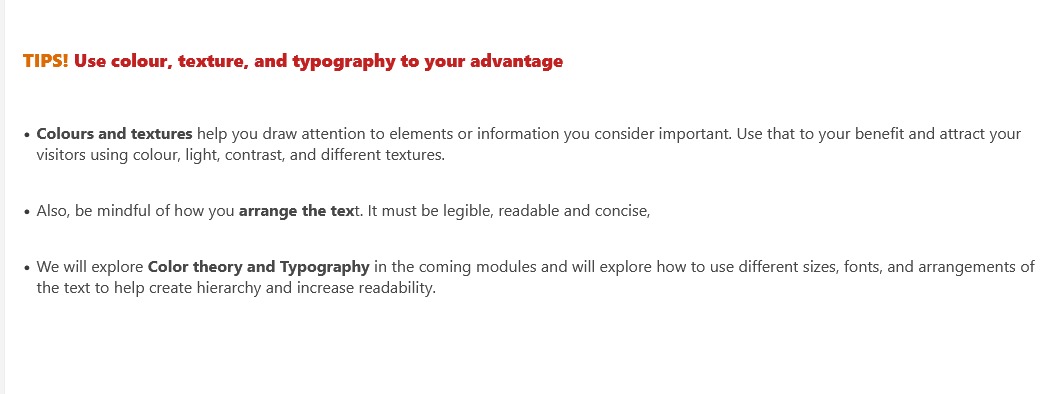 TIPS! Use colour, texture, and typography to your advantage
• Colours and textures help you draw attention to elements or information you consider important. Use that to your benefit and attract your
visitors using colour, light, contrast, and different textures.
• Also, be mindful of how you arrange the text. It must be legible, readable and concise,
• We will explore Color theory and Typography in the coming modules and will explore how to use different sizes, fonts, and arrangements of
the text to help create hierarchy and increase readability.